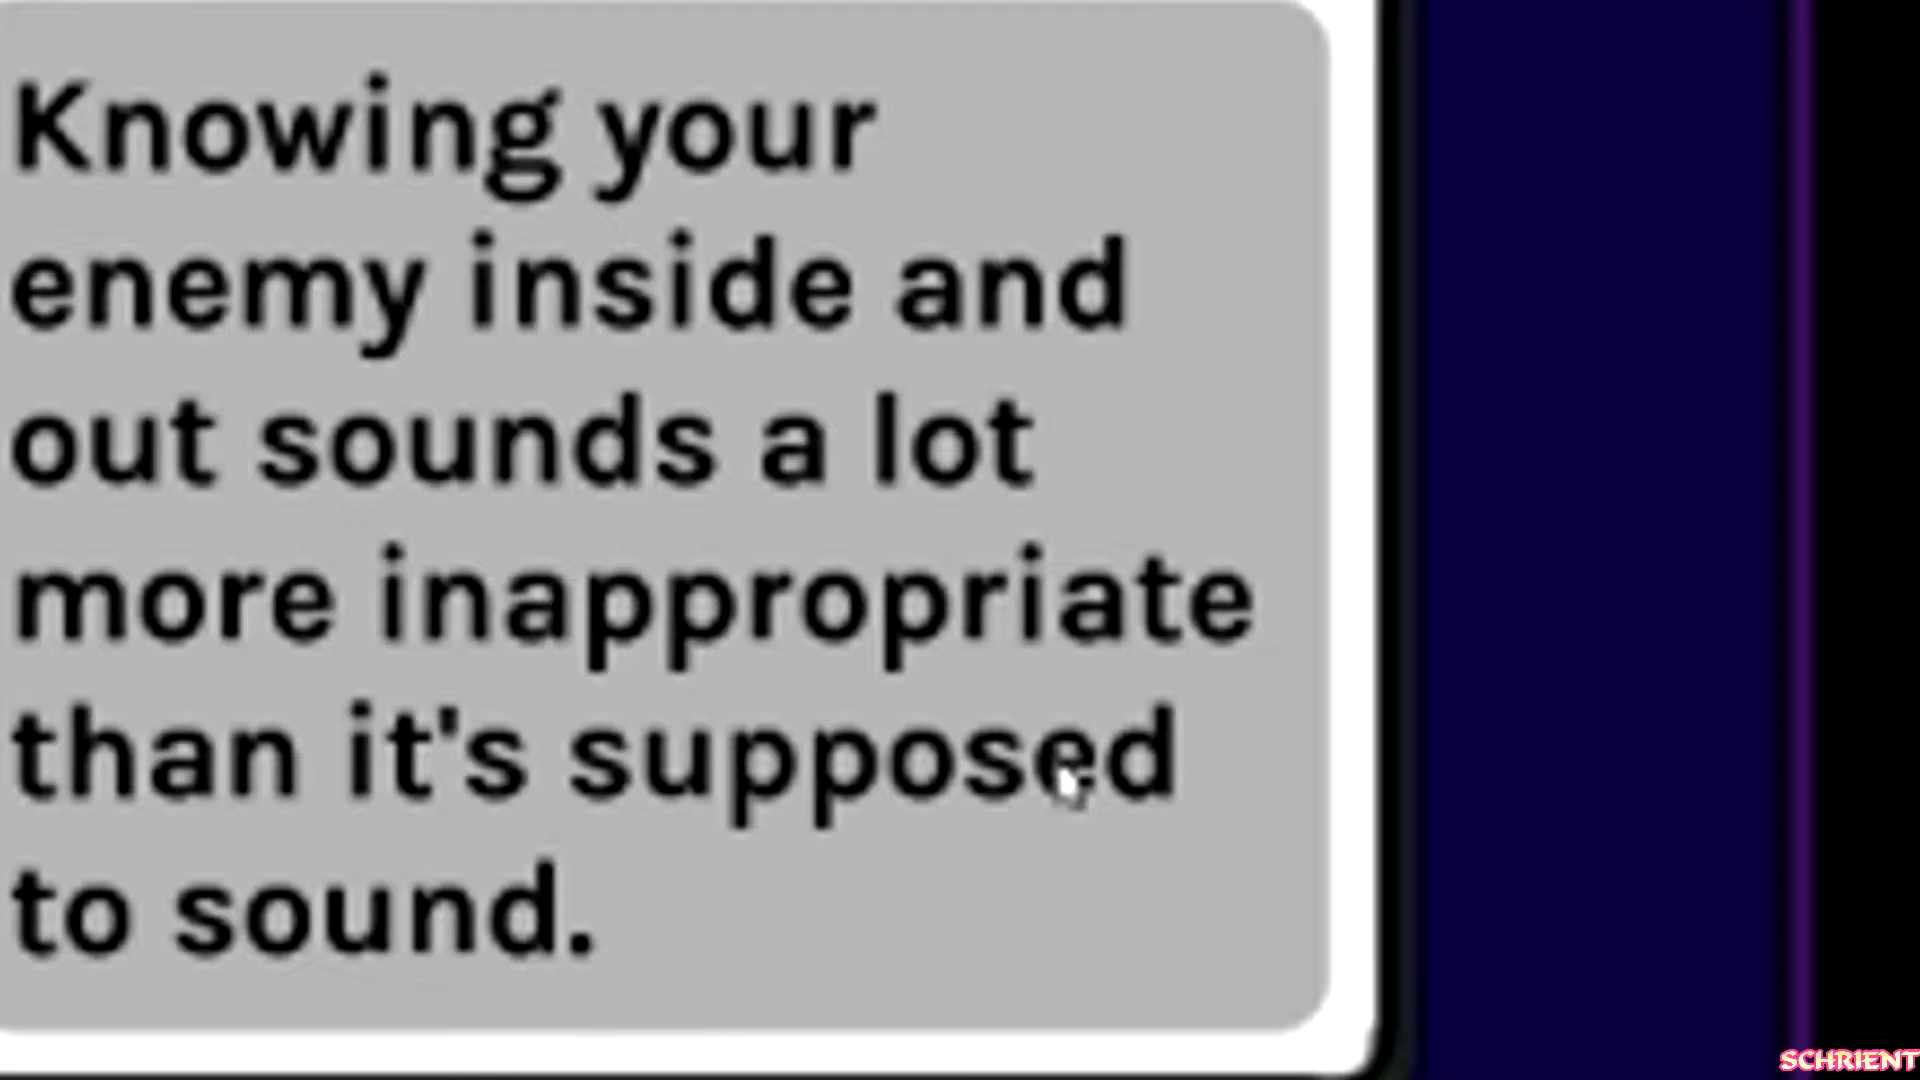 Knowing your
enemy inside and
out sounds a lot
more inappropriate
than it's supposed
to sound.
SCHRIENT